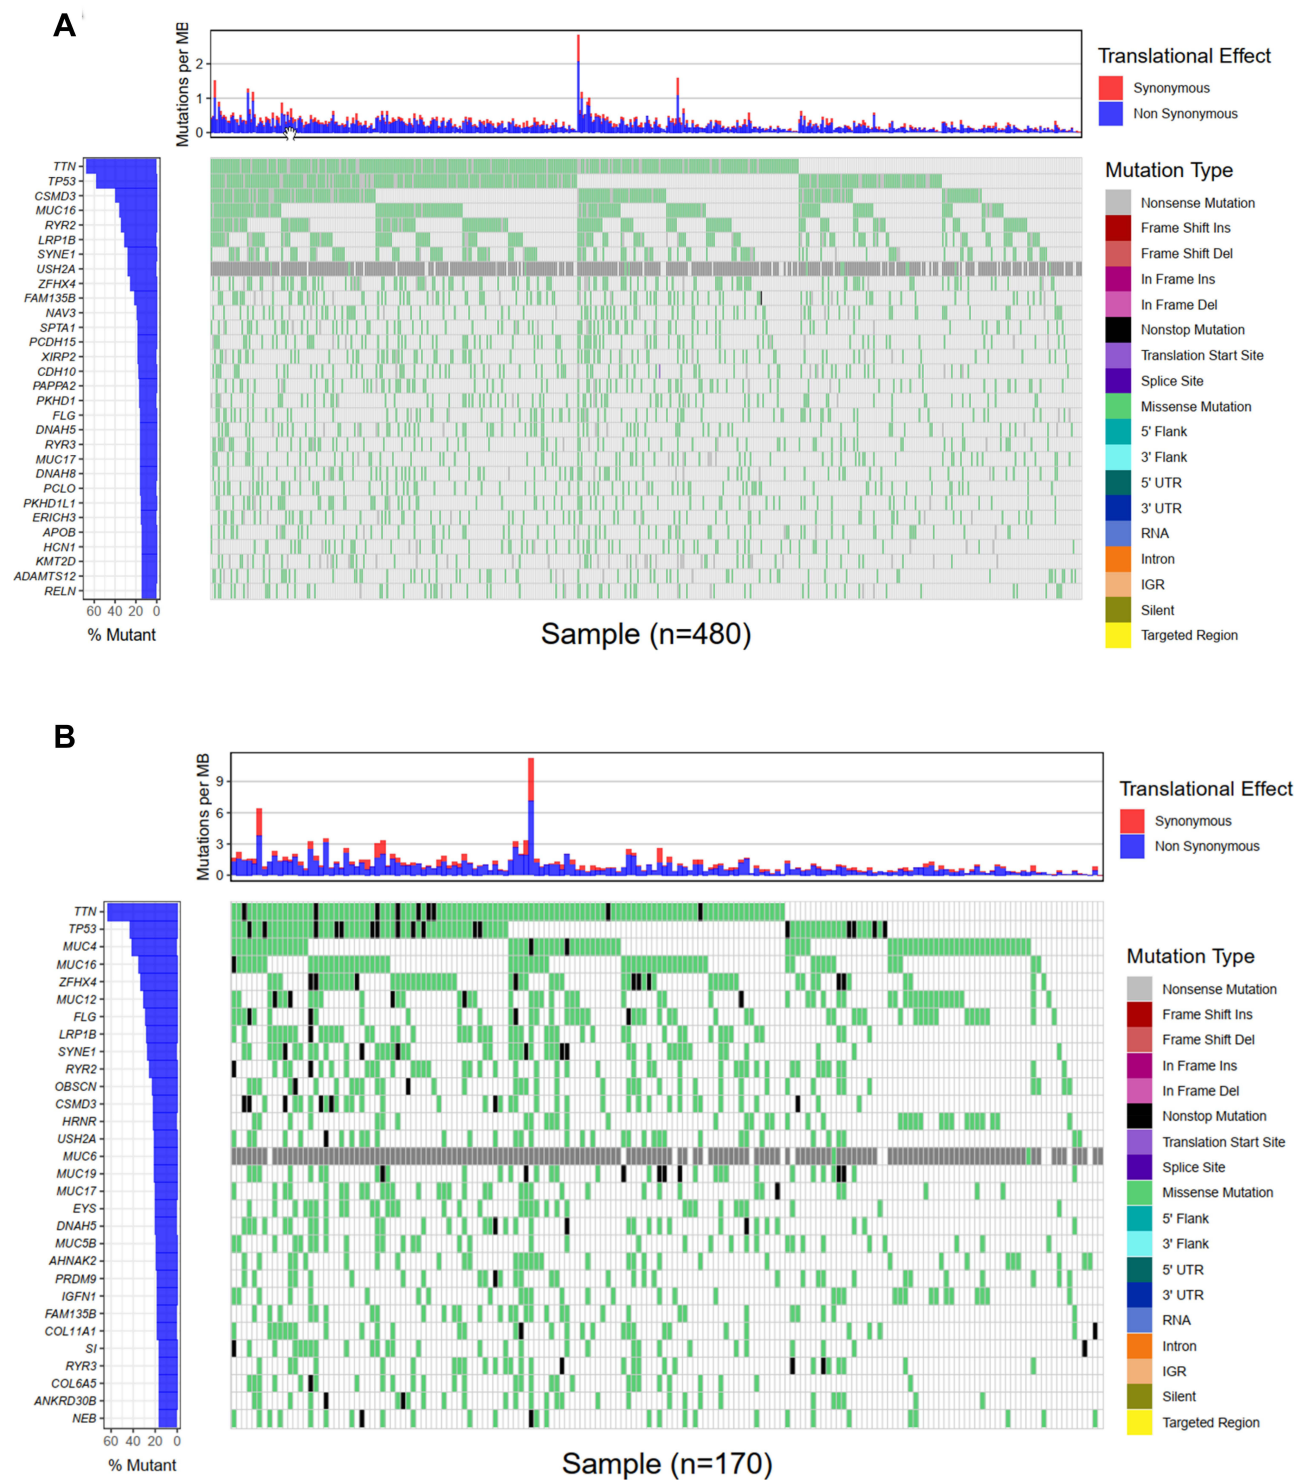 A
Mutations per MB
2
1
0
Translational Effect
Synonymous
Non Synonymous
TTN
TP53
CSMD3
MUC16
RYR2
LRP1B
SYNE1
USH2A
ZFHX4
FAM135B
NAV3
SPTA1
PCDH15
XIRP2
CDH10
PAPPA2
PKHD1
FLG
DNAH5
RYR3
MUC17
DNAH8
PCLO
PKHD1L1
ERICH3
APOB
HCN1
KMT2D
ADAMTS12
RELN
60 40 20 0
% Mutant
Sample (n=480)
Mutation Type
Nonsense Mutation
Frame Shift Ins
Frame Shift Del
In Frame Ins
In Frame Del
Nonstop Mutation
Translation Start Site
Splice Site
Missense Mutation
5' Flank
3' Flank
5' UTR
3' UTR
RNA
Intron
IGR
Silent
Targeted Region
B
Mutations per MB
9
6
3
0
Translational Effect
Synonymous
Non Synonymous
TTN
TP53
MUC4
MUC16
ZFHX4
MUC12
FLG
LRP1B
SYNE1
RYR2
OBSCN
CSMD3
HRNR
USH2A
MUC6
MUC19
MUC17
EYS
DNAH5
MUC5B
AHNAK2
PRDM9
IGFN1
FAM135B
COL11A1
SI
RYR3
COL6A5
ANKRD30B
NEB
60 40 20 0
% Mutant
Sample (n=170)
Mutation Type
Nonsense Mutation
Frame Shift Ins
Frame Shift Del
In Frame Ins
In Frame Del
Nonstop Mutation
Translation Start Site
Splice Site
Missense Mutation
5' Flank
3' Flank
5' UTR
3' UTR
RNA
Intron
IGR
Silent
Targeted Region